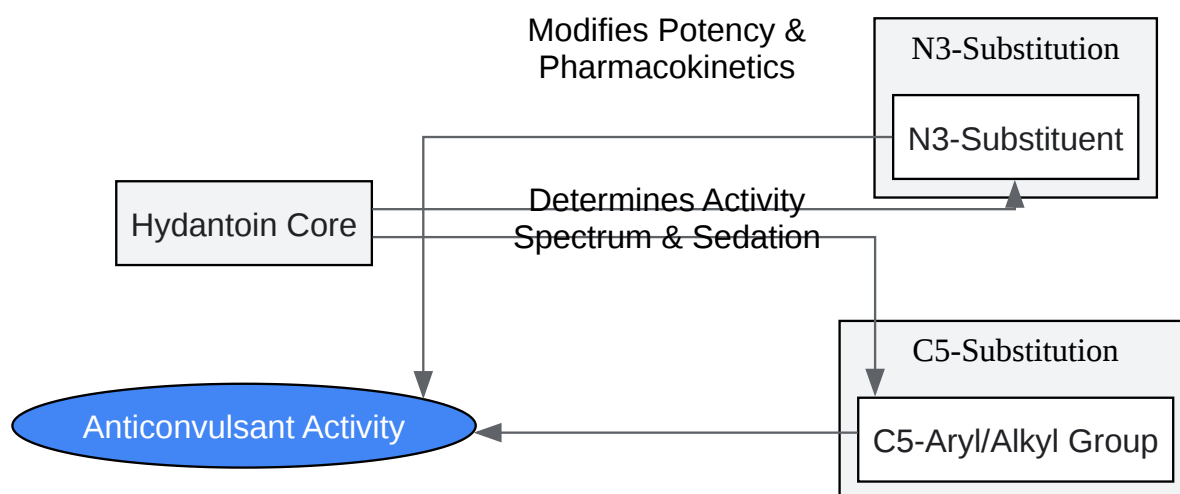 Modifies Potency &
Pharmacokinetics
N3-Substitution
N3-Substituent
Hydantoin Core
Determines Activity
Spectrum & Sedation
C5-Substitution
Anticonvulsant Activity
C5-Aryl/Alkyl Group